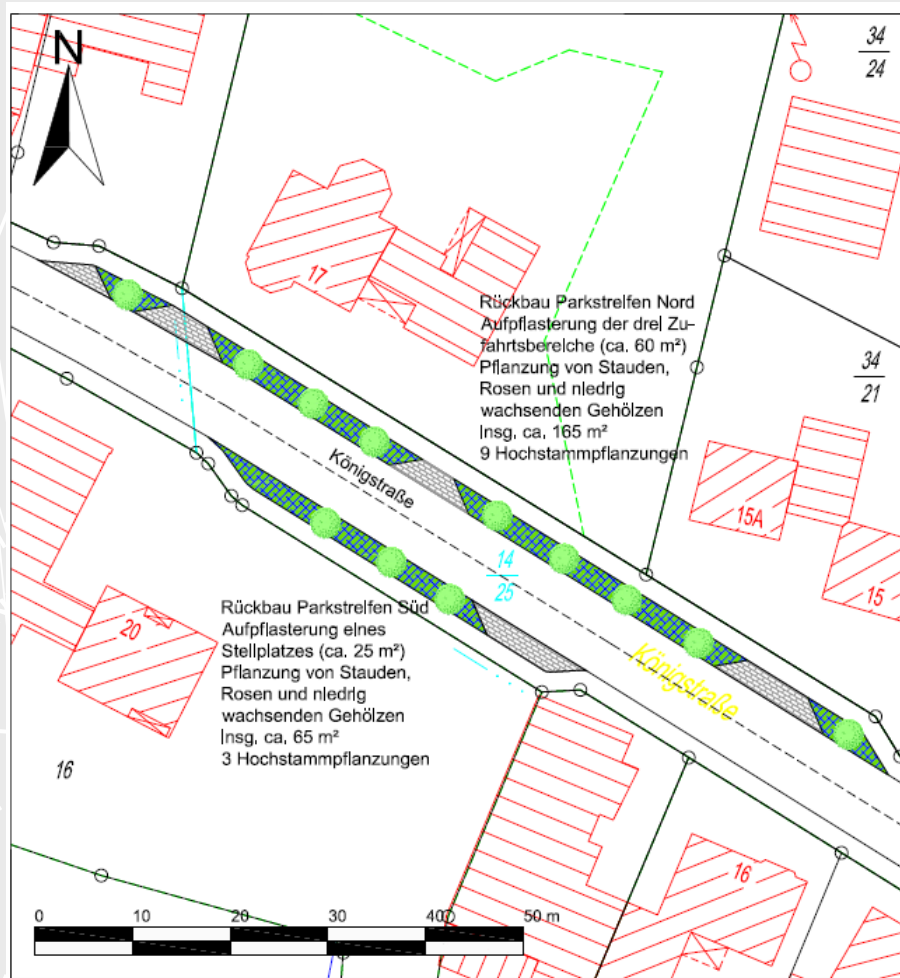 N
34
24
17
Rückbau Parkstreifen Nord
Aufpflasterung der drei Zu-
fahrtsbereiche (ca. 60 m²)
Pflanzung von Stauden,
Rosen und niedrig
wachsenden Gehölzen
Insg. ca. 165 m²
9 Hochstammpflanzungen
34
21
Königstraße
15A
14
25
15
Rückbau Parkstreifen Süd
Aufpflasterung eines
Stellplatzes (ca. 25 m²)
Pflanzung von Stauden,
Rosen und niedrig
wachsenden Gehölzen
Insg. ca. 65 m²
3 Hochstammpflanzungen
20
Königstraße
16
16
0 10 20 30 40 50 m